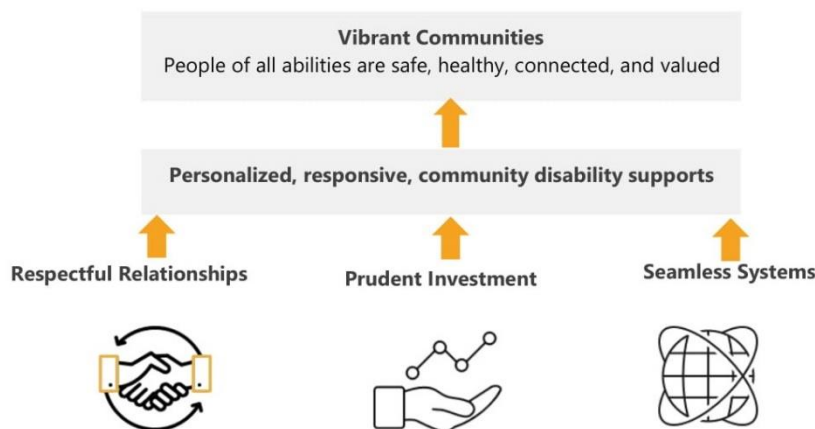 Vibrant Communities
People of all abilities are safe, healthy, connected, and valued
Personalized, responsive, community disability supports
Respectful Relationships
Prudent Investment
Seamless Systems